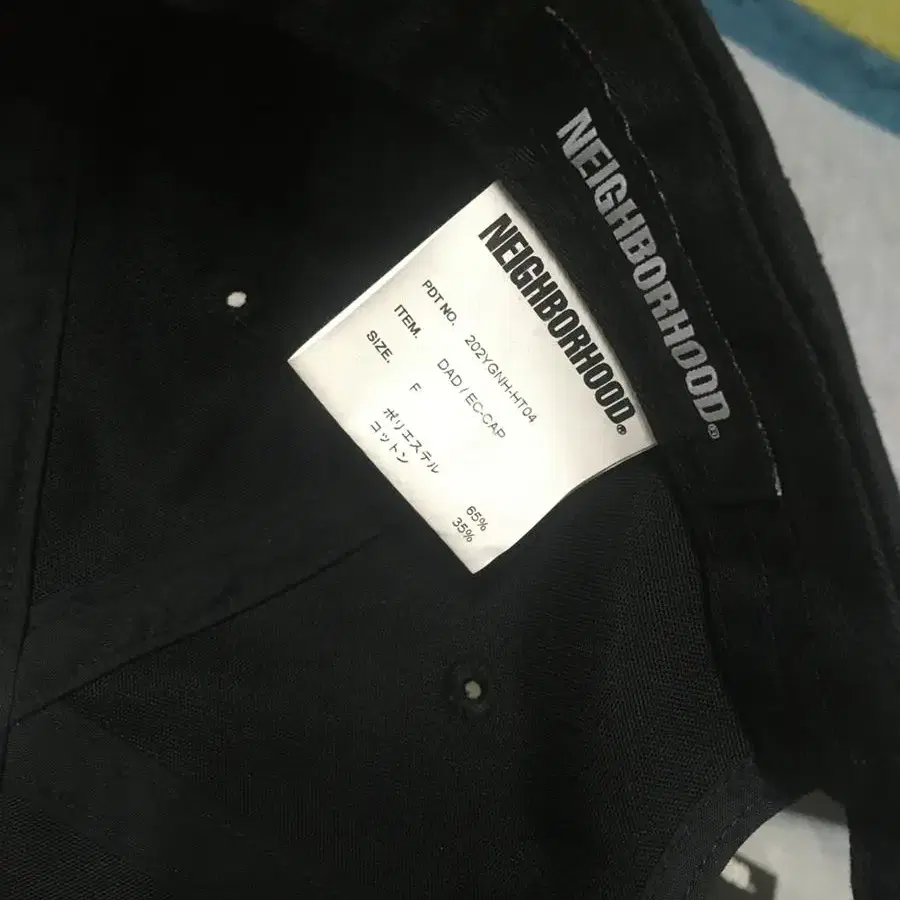 NEIGHBORHOOD®
NEIGHBORHOOD®
PDT NO. 202YGNH-HT04
ITEM. DAD / EC-CAP
SIZE. F
ポリエステル 65%
コットン 35%